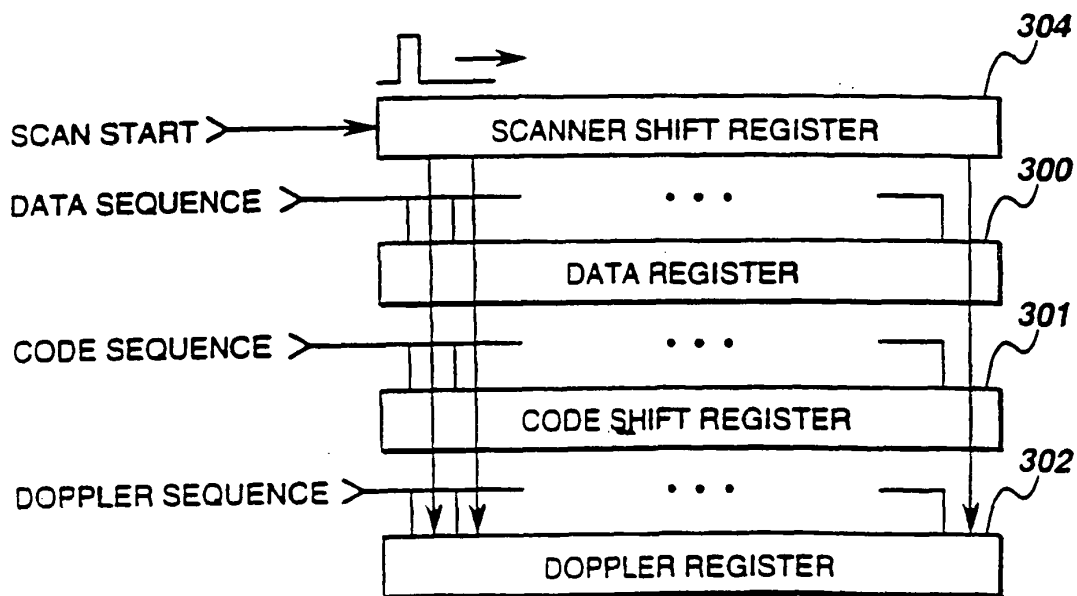 304
SCAN START
SCANNER SHIFT REGISTER
300
DATA SEQUENCE
• • •
DATA REGISTER
301
CODE SEQUENCE
• • •
CODE SHIFT REGISTER
302
DOPPLER SEQUENCE
• • •
DOPPLER REGISTER